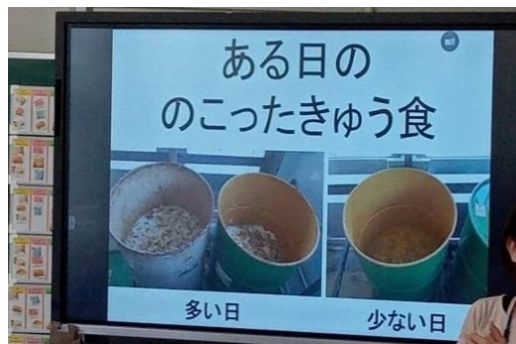 ある日の
のこったきゅう食
多い日
少ない日